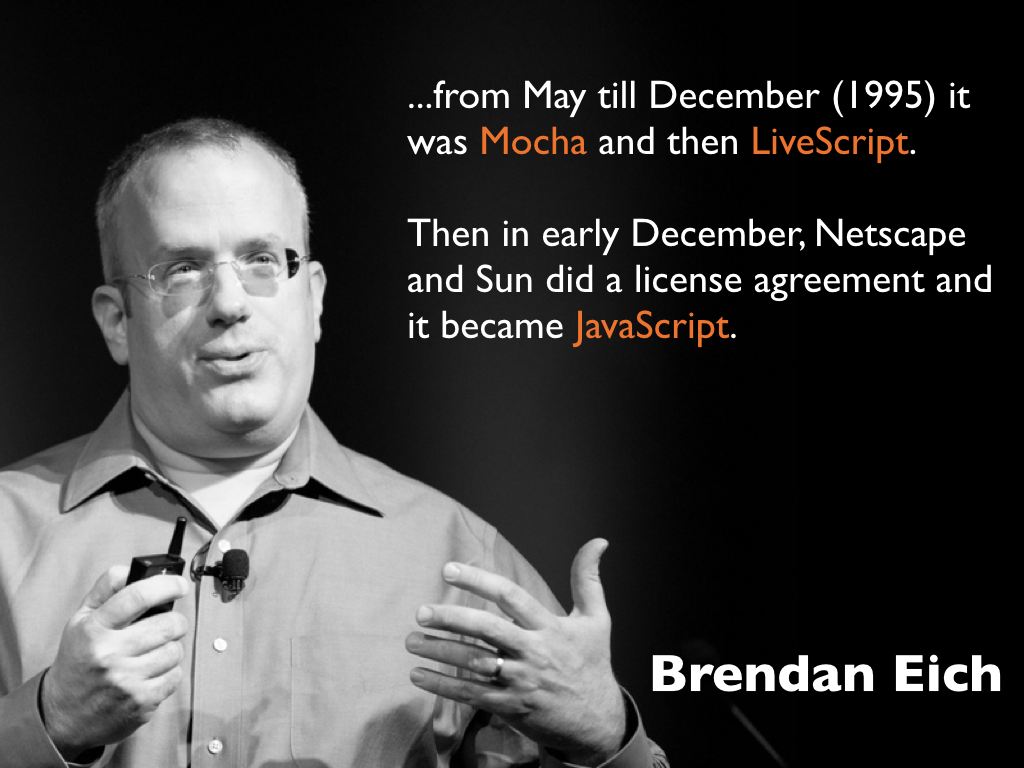 ...from May till December (1995) it
was Mocha and then LiveScript.
Then in early December, Netscape
and Sun did a license agreement and
it became JavaScript.
Brendan Eich